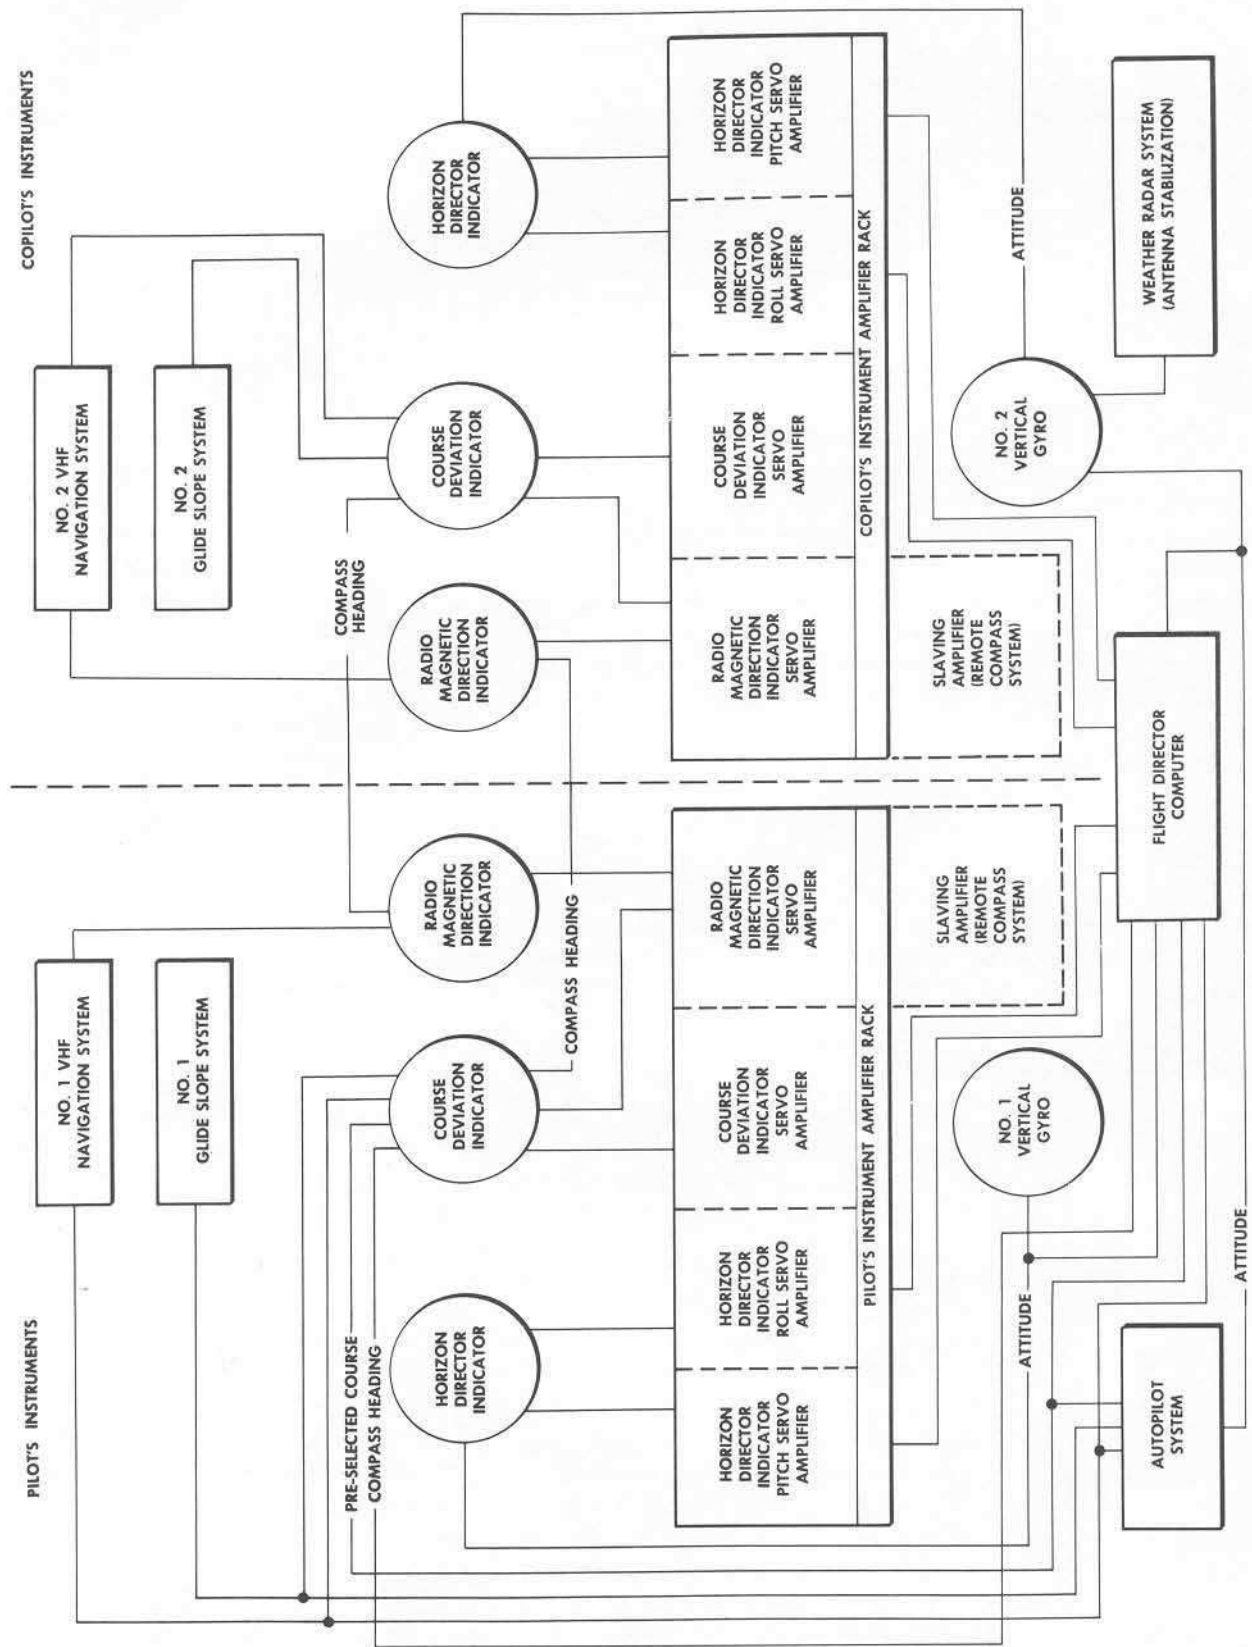 PILOT'S INSTRUMENTS
COPILOT'S INSTRUMENTS
NO. 1 VHF
NAVIGATION SYSTEM
NO. 2 VHF
NAVIGATION SYSTEM
NO. 1
GLIDE SLOPE SYSTEM
NO. 2
GLIDE SLOPE SYSTEM
PRE-SELECTED COURSE
COMPASS HEADING
COMPASS
HEADING
HORIZON
DIRECTOR
INDICATOR
COURSE
DEVIATION
INDICATOR
RADIO
MAGNETIC
DIRECTION
INDICATOR
RADIO
MAGNETIC
DIRECTION
INDICATOR
COURSE
DEVIATION
INDICATOR
HORIZON
DIRECTOR
INDICATOR
COMPASS HEADING
HORIZON
DIRECTOR
INDICATOR
PITCH SERVO
AMPLIFIER
HORIZON
DIRECTOR
INDICATOR
ROLL SERVO
AMPLIFIER
COURSE
DEVIATION
INDICATOR
SERVO
AMPLIFIER
RADIO
MAGNETIC
DIRECTION
INDICATOR
SERVO
AMPLIFIER
PILOT'S INSTRUMENT AMPLIFIER RACK
RADIO
MAGNETIC
DIRECTION
INDICATOR
SERVO
AMPLIFIER
COURSE
DEVIATION
INDICATOR
SERVO
AMPLIFIER
HORIZON
DIRECTOR
INDICATOR
ROLL SERVO
AMPLIFIER
HORIZON
DIRECTOR
INDICATOR
PITCH SERVO
AMPLIFIER
COPILOT'S INSTRUMENT AMPLIFIER RACK
SLAVING
AMPLIFIER
(REMOTE
COMPASS
SYSTEM)
SLAVING
AMPLIFIER
(REMOTE
COMPASS
SYSTEM)
ATTITUDE
NO. 1
VERTICAL
GYRO
NO. 2
VERTICAL
GYRO
ATTITUDE
AUTOPILOT
SYSTEM
FLIGHT DIRECTOR
COMPUTER
WEATHER RADAR SYSTEM
(ANTENNA STABILIZATION)
ATTITUDE